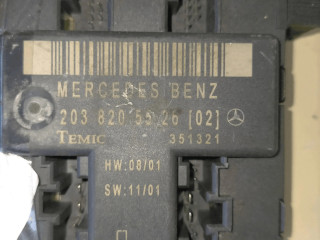 MERCEDES BENZ
203 820 55 26 [02]
TEMIC 351321
HW:08/01
SW:11/01